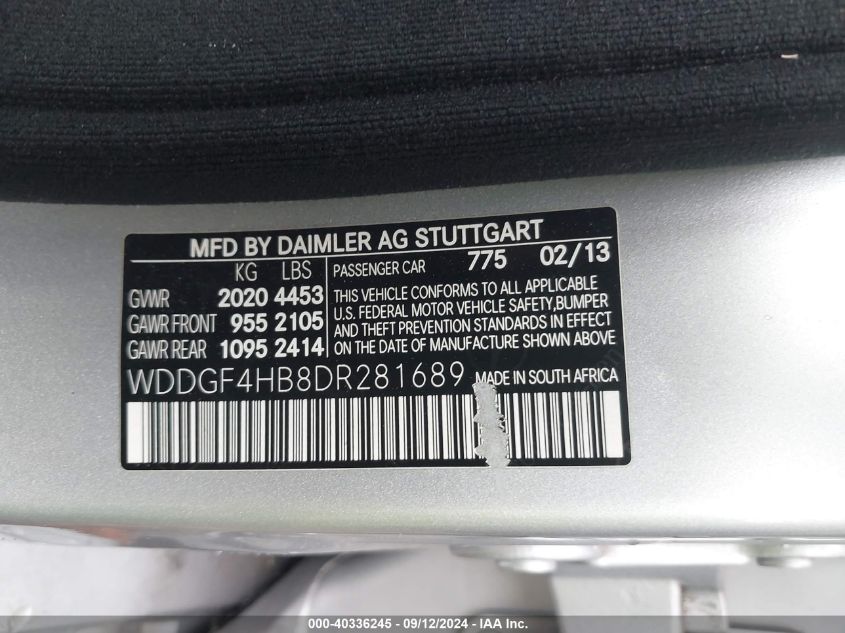 MFD BY DAIMLER AG STUTTGART
KG LBS PASSENGER CAR 775 02/13
GVWR 2020 4453
GAWR FRONT 955 2105
GAWR REAR 1095 2414
THIS VEHICLE CONFORMS TO ALL APPLICABLE
U.S. FEDERAL MOTOR VEHICLE SAFETY,BUMPER
AND THEFT PREVENTION STANDARDS IN EFFECT
ON THE DATE OF MANUFACTURE SHOWN ABOVE
WDDGF4HB8DR281689 MADE IN SOUTH AFRICA
000-40336245 - 09/12/2024 - IAAI Inc.